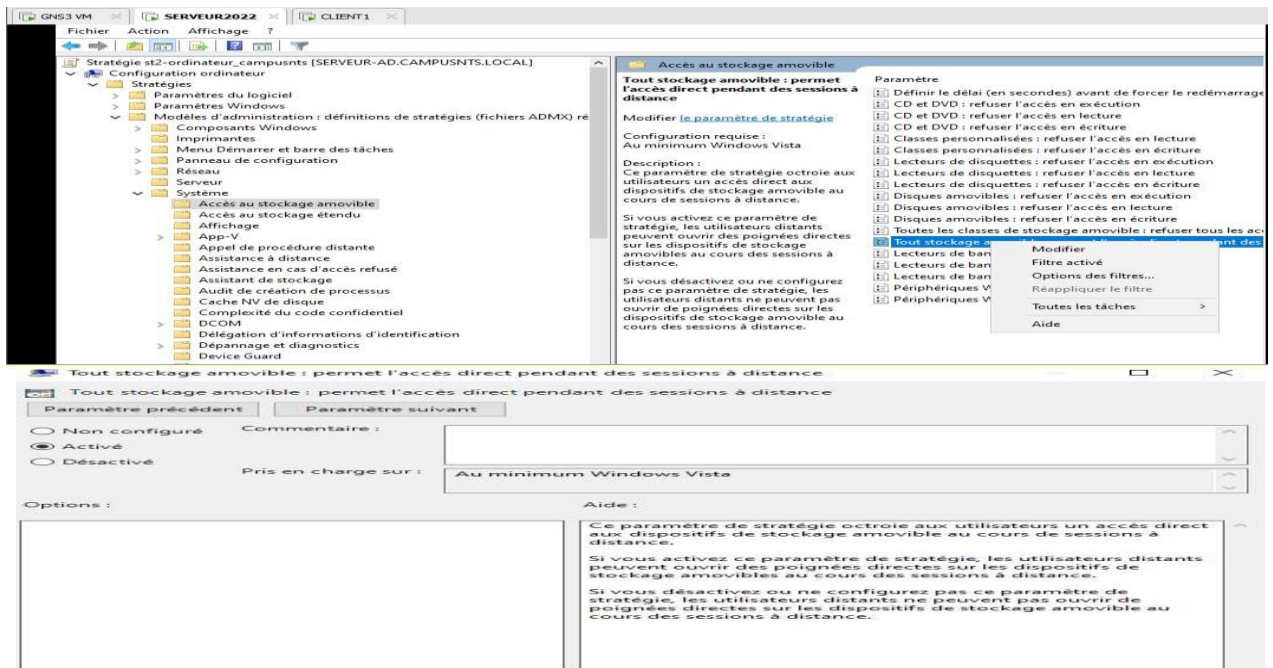 GNS3 VM
SERVEUR2022
CLIENT1
Fichier Action Affichage ?
Stratégie st2-ordinateur_campusnts [SERVEUR-AD.CAMPUSNTS.LOCAL]
Configuration ordinateur
Stratégies
Paramètres du logiciel
Paramètres Windows
Modèles d'administration : définitions de stratégies (fichiers ADMX) ré
Composants Windows
Imprimantes
Menu Démarrer et barre des tâches
Panneau de configuration
Réseau
Serveur
Système
Accès au stockage amovible
Accès au stockage étendu
Affichage
App-V
Appel de procédure distante
Assistance à distance
Assistance en cas d'accès refusé
Assistant de stockage
Audit de création de processus
Cache NV de disque
Complexité du code confidentiel
DCOM
Délégation d'informations d'identification
Dépannage et diagnostics
Device Guard
Accès au stockage amovible
Tout stockage amovible : permet
l'accès direct pendant des sessions à
distance
Modifier le paramètre de stratégie
Configuration requise :
Au minimum Windows Vista
Description :
Ce paramètre de stratégie octroie aux
utilisateurs un accès direct aux
dispositifs de stockage amovible au
cours de sessions à distance.
Si vous activez ce paramètre de
stratégie, les utilisateurs distants
peuvent ouvrir des poignées directes
sur les dispositifs de stockage
amovibles au cours des sessions à
distance.
Si vous désactivez ou ne configurez
pas ce paramètre de stratégie, les
utilisateurs distants ne peuvent pas
ouvrir de poignées directes sur les
dispositifs de stockage amovible au
cours des sessions à distance.
Paramètre
Définir le délai (en secondes) avant de forcer le redémarrage
CD et DVD : refuser l'accès en exécution
CD et DVD : refuser l'accès en lecture
CD et DVD : refuser l'accès en écriture
Classes personnalisées : refuser l'accès en lecture
Classes personnalisées : refuser l'accès en écriture
Lecteurs de disquettes : refuser l'accès en exécution
Lecteurs de disquettes : refuser l'accès en lecture
Lecteurs de disquettes : refuser l'accès en écriture
Disques amovibles : refuser l'accès en exécution
Disques amovibles : refuser l'accès en lecture
Disques amovibles : refuser l'accès en écriture
Toutes les classes de stockage amovible : refuser tous les ac
Tout stockage
Lecteurs de ban
Lecteurs de ban
Lecteurs de ban
Périphériques W
Périphériques W
Modifier
Filtre activé
Options des filtres...
Réappliquer le filtre
Toutes les tâches
Aide
Tout stockage amovible : permet l'accès direct pendant des sessions à distance
Tout stockage amovible : permet l'accès direct pendant des sessions à distance
Paramètre précédent Paramètre suivant
Non configuré
Activé
Désactivé
Commentaire :
Pris en charge sur :
Au minimum Windows Vista
Options :
Aide :
Ce paramètre de stratégie octroie aux utilisateurs un accès direct
aux dispositifs de stockage amovible au cours de sessions à
distance.
Si vous activez ce paramètre de stratégie, les utilisateurs distants
peuvent ouvrir des poignées directes sur les dispositifs de
stockage amovibles au cours des sessions à distance.
Si vous désactivez ou ne configurez pas ce paramètre de
stratégie, les utilisateurs distants ne peuvent pas ouvrir de
poignées directes sur les dispositifs de stockage amovible au
cours des sessions à distance.